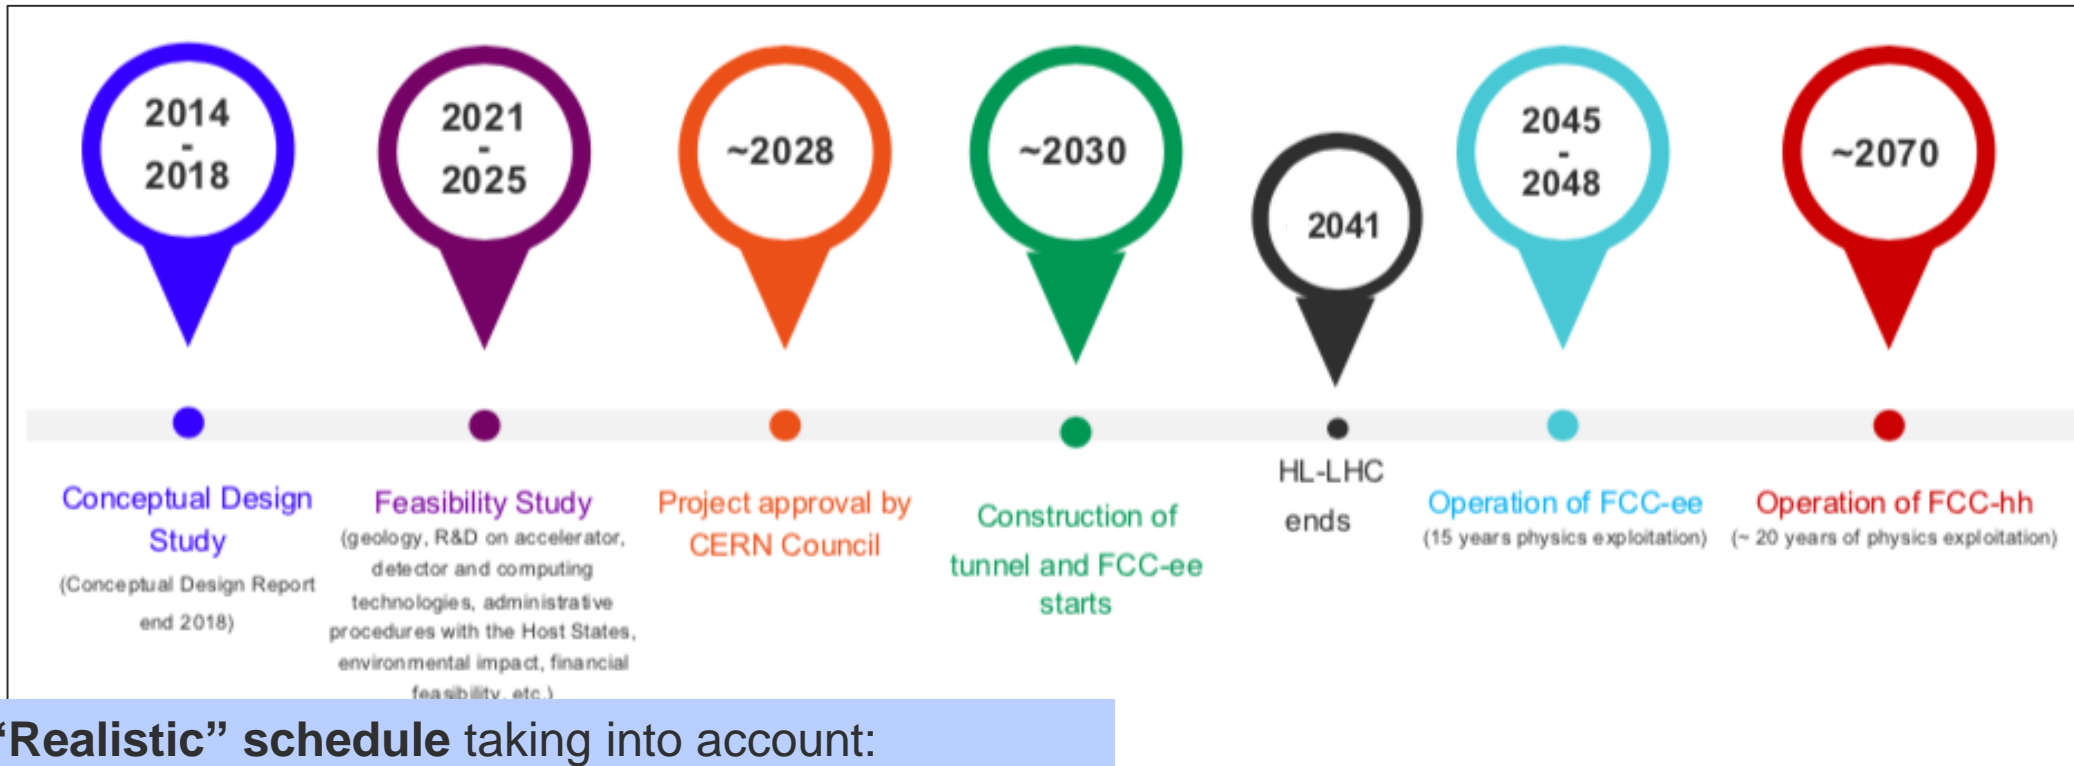 2014
-
2018
2021
-
2025
~2028
~2030
2041
2045
-
2048
~2070
Conceptual Design
Study
(Conceptual Design Report
end 2018)
Feasibility Study
(geology, R&D on accelerator,
detector and computing
technologies, administrative
procedures with the Host States,
environmental impact, financial
feasibility, etc.)
Project approval by
CERN Council
Construction of
tunnel and FCC-ee
starts
HL-LHC
ends
Operation of FCC-ee
(15 years physics exploitation)
Operation of FCC-hh
(~ 20 years of physics exploitation)
“Realistic” schedule taking into account: